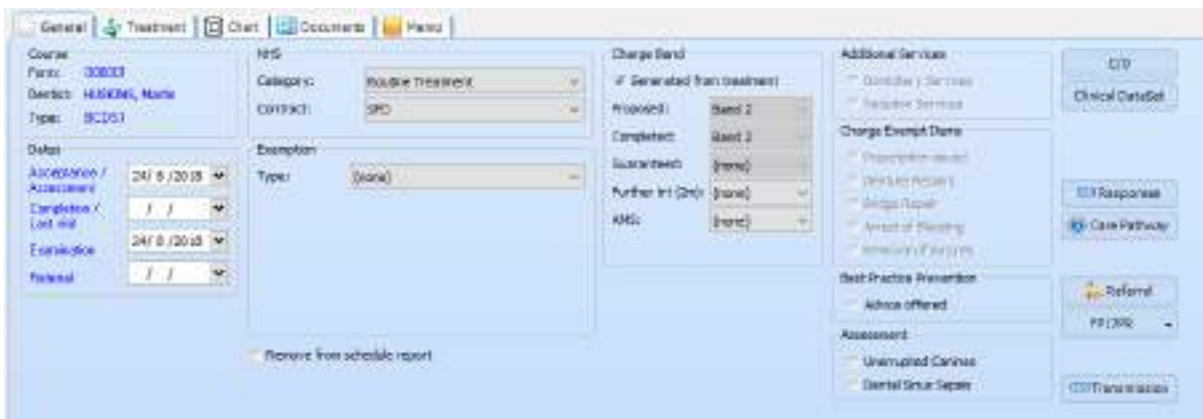 General Treatment Chart Documents Memo
Course
Form:
Dentist: HUSKINS, Marie
Type: BCDS1
Dates
Acceptance / Assessment 24/ 8 /2018
Completion / Last visit / /
Examination 24/ 8 /2018
Referral / /
NHS
Category: Routine Treatment
Contract:
Exemption
Type: (none)
Remove from schedule report
Charge Band
Generated from treatment
Proposed: Band 2
Completed: Band 2
Guaranteed: (none)
Further Int (2m): (none)
AMS: (none)
Additional Services
Domiciliary Services
Sedation Services
Charge Exempt Items
Prescription issued
Denture Repairs
Bridge Repair
Arrest of Bleeding
Removal of Sutures
Best Practice Prevention
Advice offered
Assessment
Unerupted Canines
Dental Sinus Sepsis
Clinical DataSet
Responses
Care Pathway
Referral
Transmission